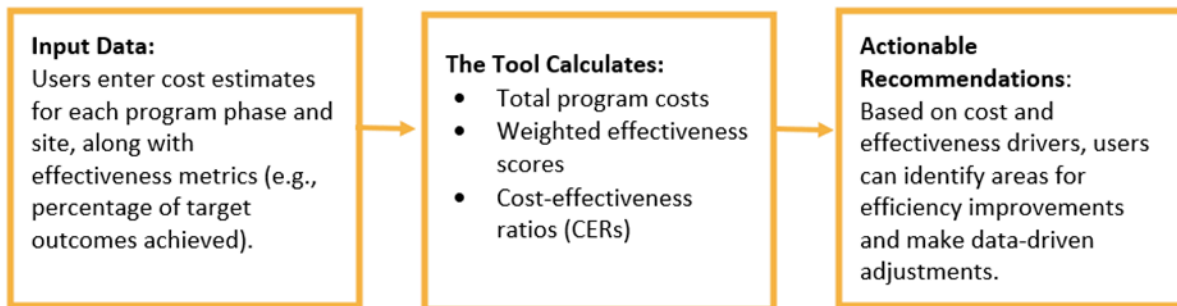 Input Data:
Users enter cost estimates
for each program phase and
site, along with
effectiveness metrics (e.g.,
percentage of target
outcomes achieved).
The Tool Calculates:
• Total program costs
• Weighted effectiveness
scores
• Cost-effectiveness
ratios (CERs)
Actionable
Recommendations:
Based on cost and
effectiveness drivers, users
can identify areas for
efficiency improvements
and make data-driven
adjustments.